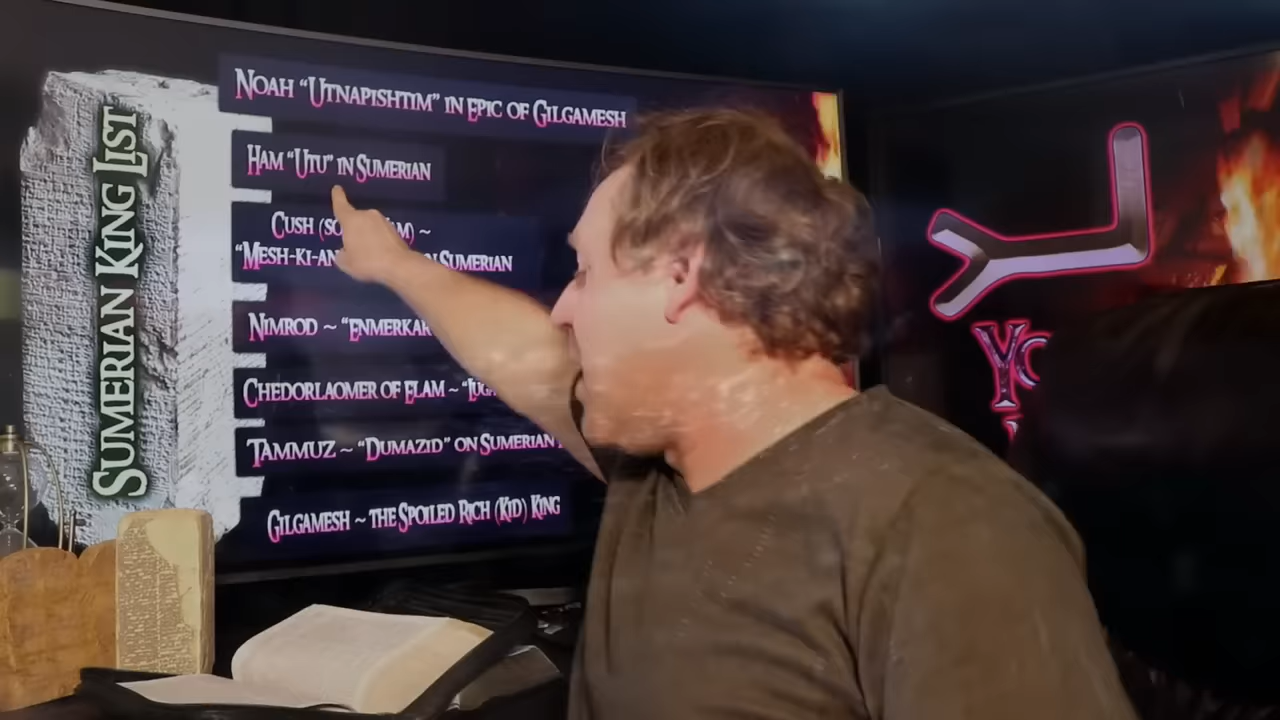 SUMERIAN KING LIST
NOAH "UTNAPISHTIM" IN EPIC OF GILGAMESH
HAM "UTU" IN SUMERIAN
CUSH ~
"MESH-KI-AN SUMERIAN
NIMROD ~ "ENMERKAR
CHEDORLAOMER OF ELAM ~
TAMMUZ ~ "DUMAZID" ON SUMERIAN
GILGAMESH ~ THE SPOILED RICH (KID) KING